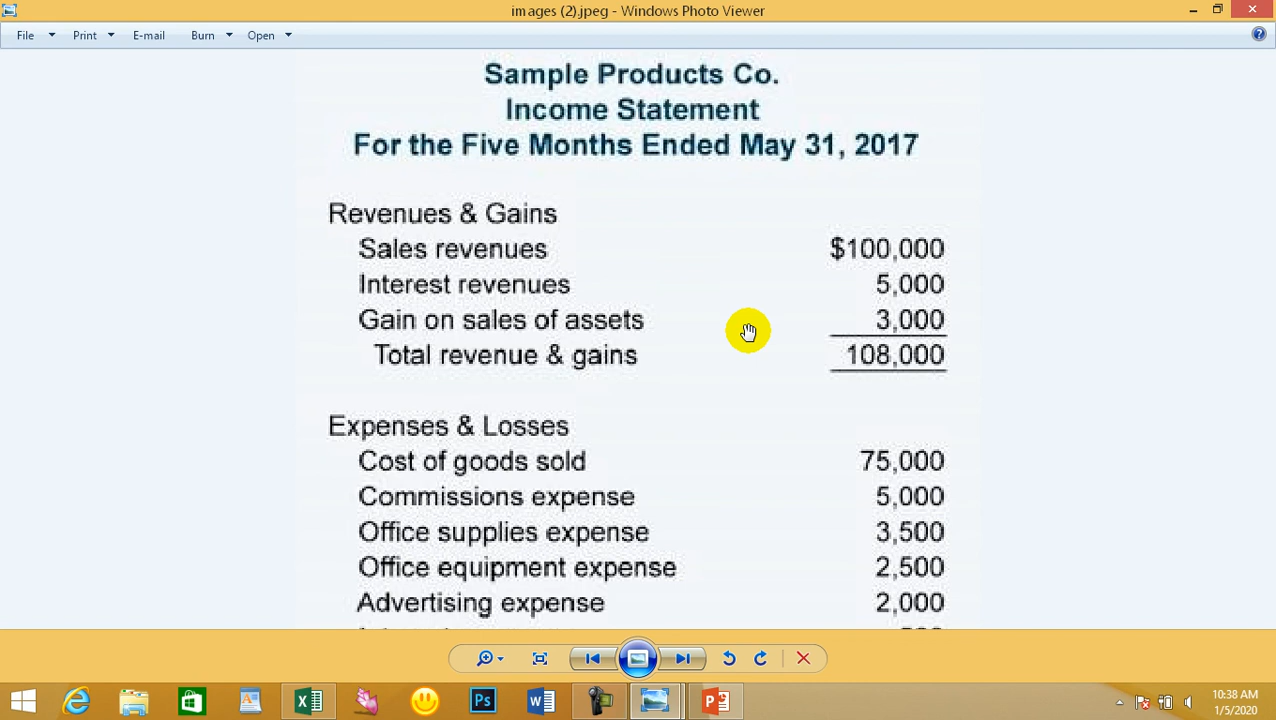 images (2).jpeg - Windows Photo Viewer
File Print E-mail Burn Open
Sample Products Co.
Income Statement
For the Five Months Ended May 31, 2017
Revenues & Gains
Sales revenues $100,000
Interest revenues 5,000
Gain on sales of assets 3,000
Total revenue & gains 108,000
Expenses & Losses
Cost of goods sold 75,000
Commissions expense 5,000
Office supplies expense 3,500
Office equipment expense 2,500
Advertising expense 2,000
10:38 AM
1/5/2020